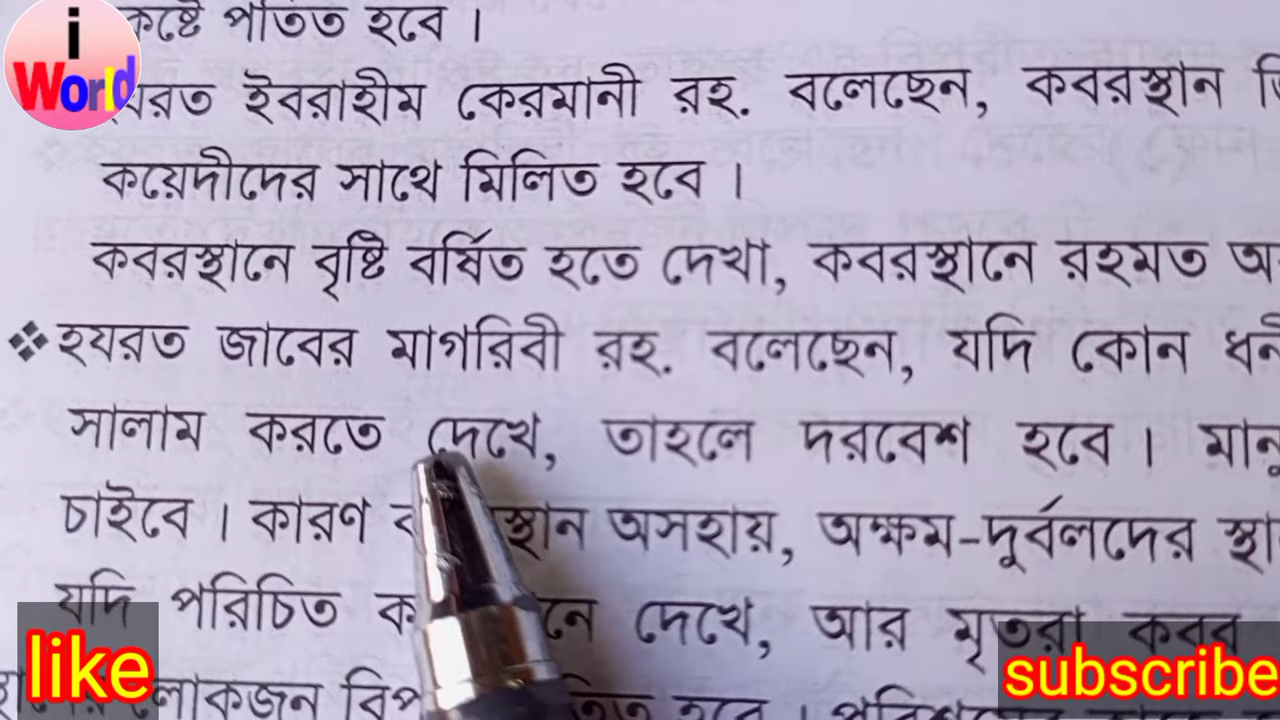 i
World
কষ্টে পতিত হবে ।
ইবরাহীম কেরমানী রহ. বলেছেন, কবরস্থান
কয়েদীদের সাথে মিলিত হবে ।
কবরস্থানে বৃষ্টি বর্ষিত হতে দেখা, কবরস্থানে রহমত
❖ হযরত জাবের মাগরিবী রহ. বলেছেন, যদি কোন
সালাম করতে দেখে, তাহলে দরবেশ হবে ।
চাইবে । কারণ অসহায়, অক্ষম-দুর্বলদের
যদি পরিচিত দেখে, আর মৃতরা কবর
লোকজন হবে ।
like
subscribe